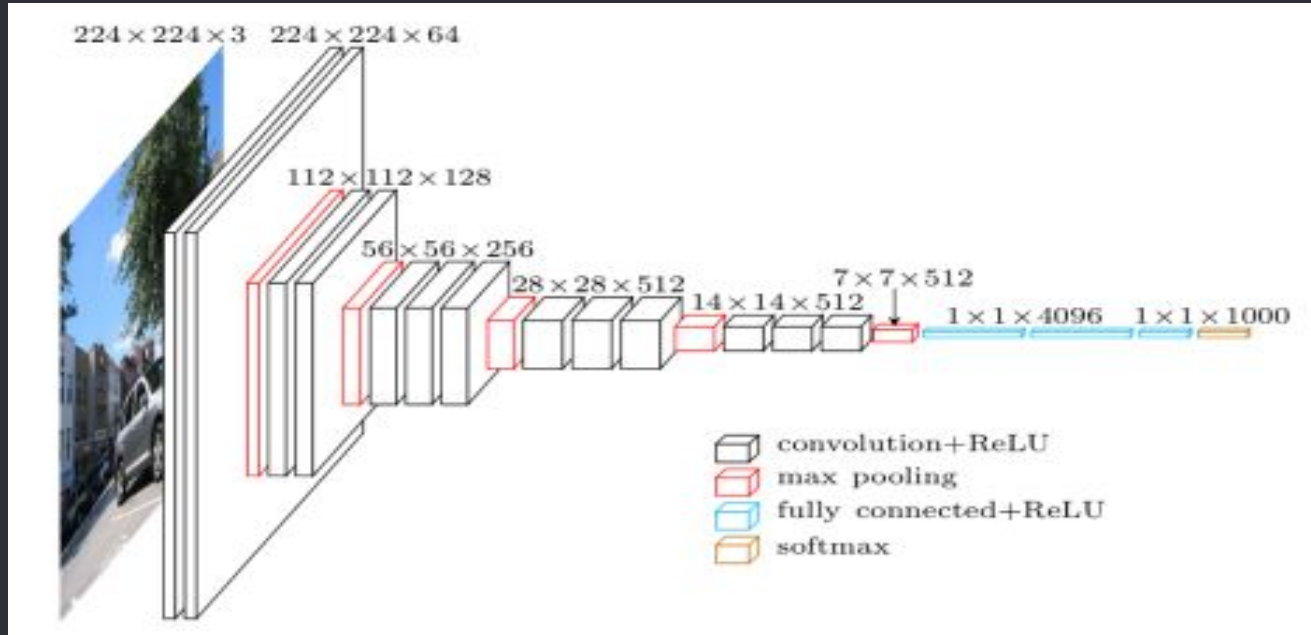 224 × 224 × 3
224 × 224 × 64
112 × 112 × 128
56 × 56 × 256
28 × 28 × 512
14 × 14 × 512
7 × 7 × 512
1 × 1 × 4096
1 × 1 × 1000
convolution+ReLU
max pooling
fully connected+ReLU
softmax